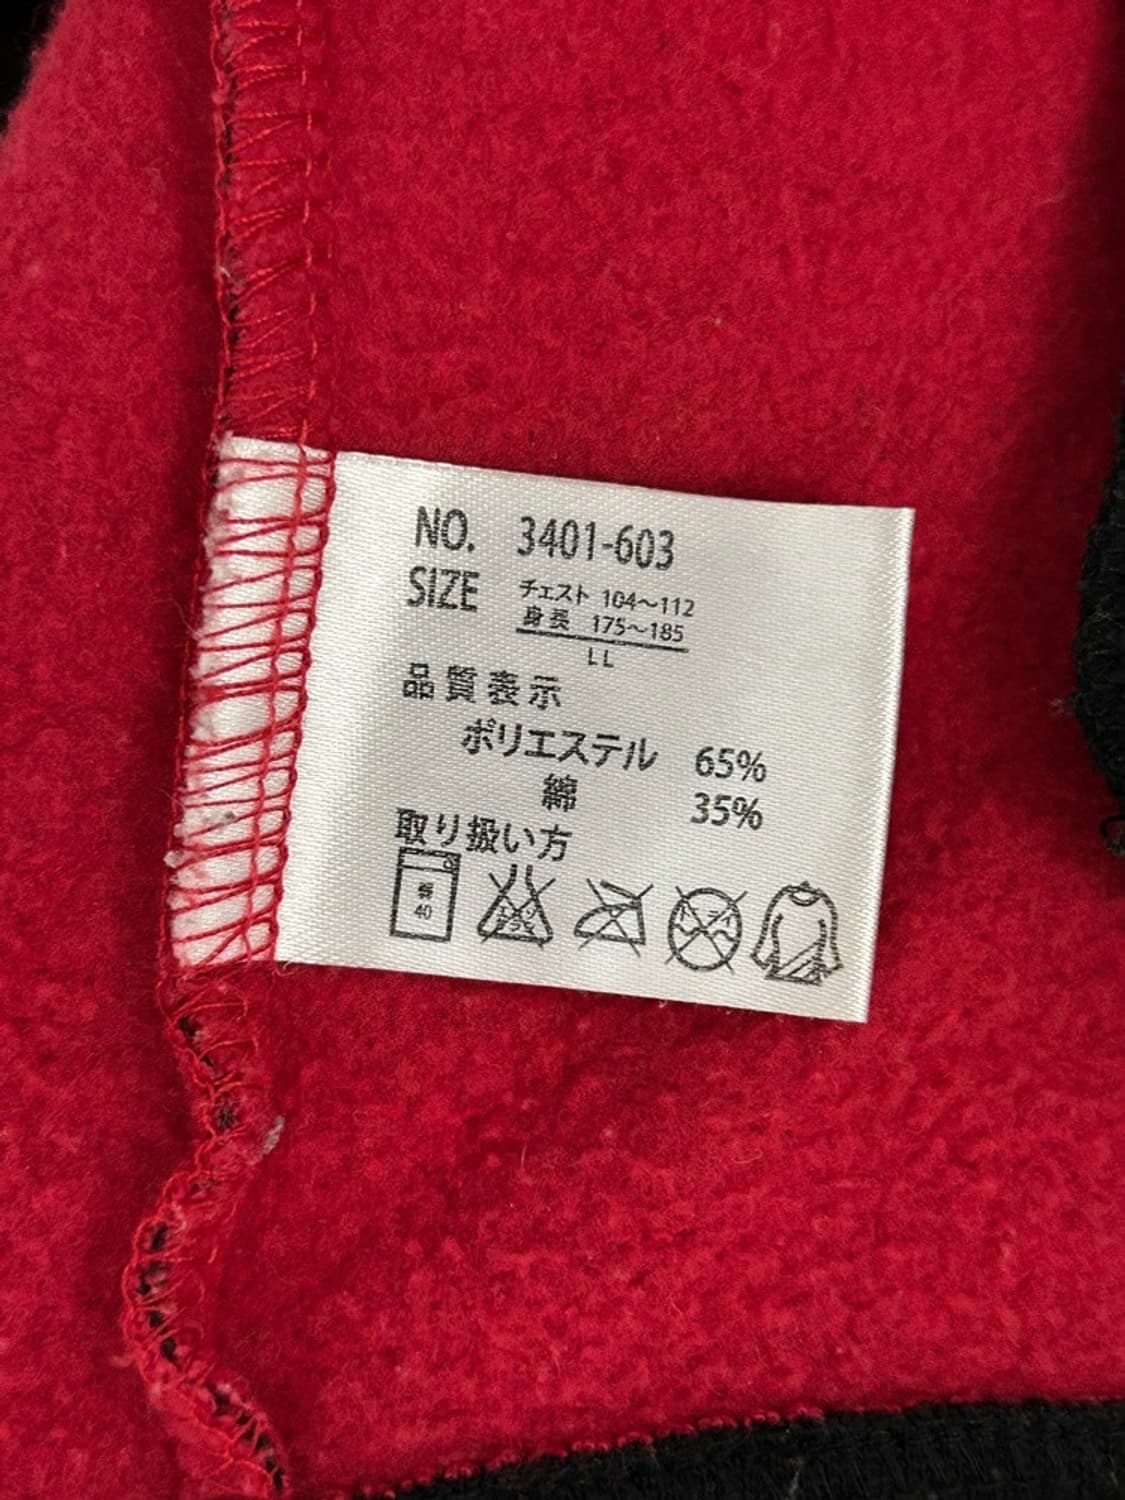 NO. 3401-603
SIZE チェスト 104〜112
身長 175〜185
LL
品質表示
ポリエステル 65%
綿 35%
取り扱い方
40